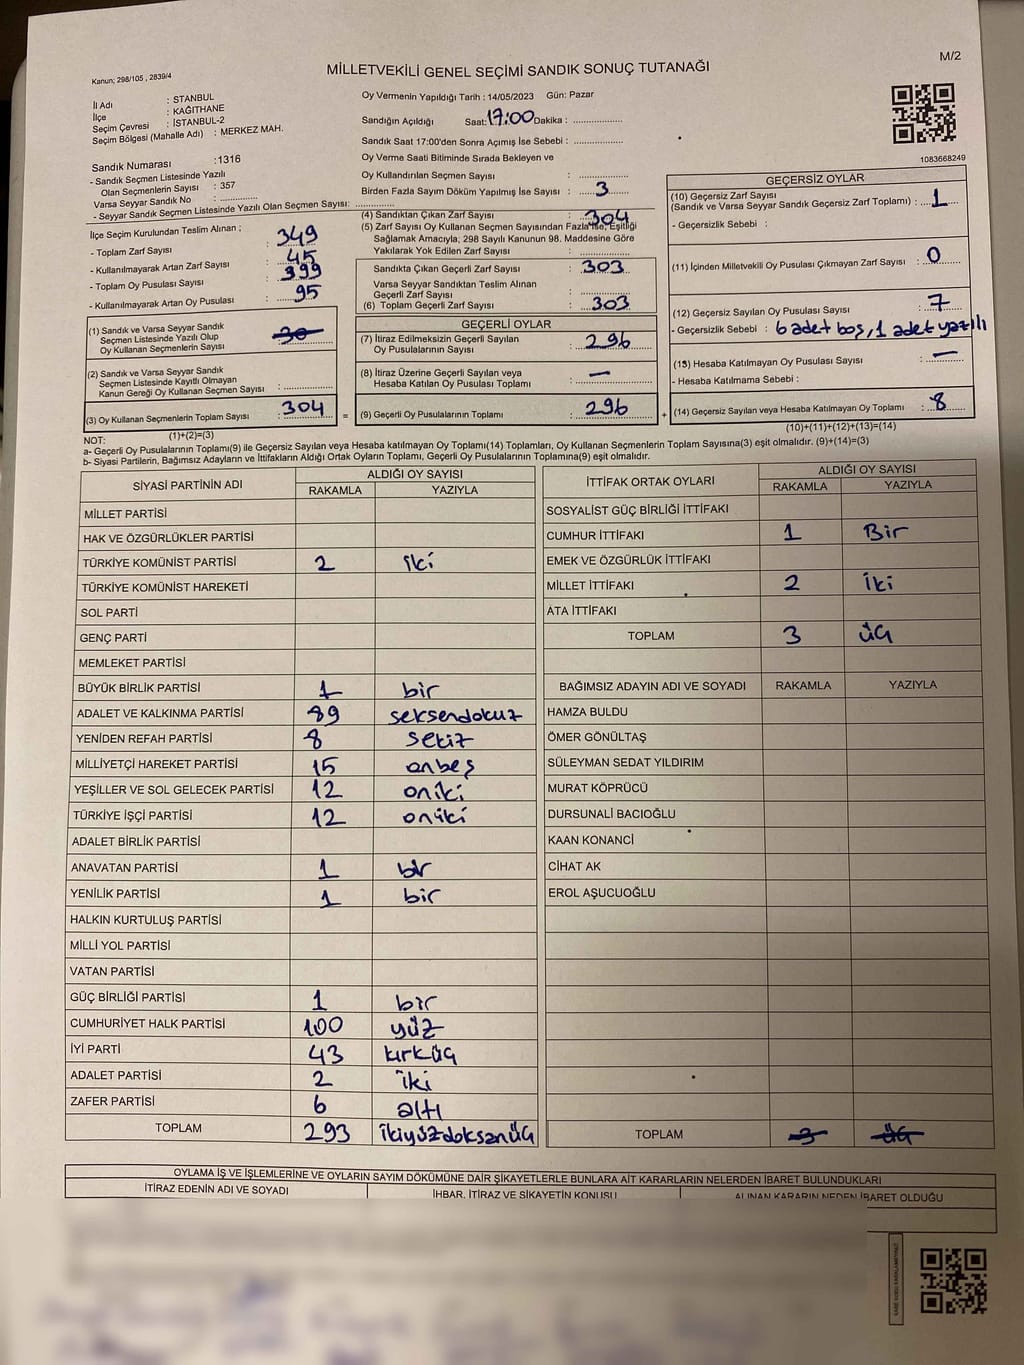 Kanun; 298/105 , 2839/4
M/2
MİLLETVEKİLİ GENEL SEÇİMİ SANDIK SONUÇ TUTANAĞI
İl Adı : STANBUL
İlçe : KAĞITHANE
Seçim Çevresi : İSTANBUL-2
Seçim Bölgesi (Mahalle Adı) : MERKEZ MAH.
Sandık Numarası :1316
- Sandık Seçmen Listesinde Yazılı
Olan Seçmenlerin Sayısı : 357
Varsa Seyyar Sandık No : ..............
- Seyyar Sandık Seçmen Listesinde Yazılı Olan Seçmen Sayısı: ..............
Oy Vermenin Yapıldığı Tarih : 14/05/2023 Gün: Pazar
Sandığın Açıldığı Saat: 17:00 Dakika : ..............
Sandık Saat 17:00'den Sonra Açımış İse Sebebi : ..............
Oy Verme Saati Bitiminde Sırada Bekleyen ve
Oy Kullandırılan Seçmen Sayısı : ..............
Birden Fazla Sayım Döküm Yapılmış İse Sayısı : 3
1083668249
İlçe Seçim Kurulundan Teslim Alınan ;
- Toplam Zarf Sayısı : 349
- Kullanılmayarak Artan Zarf Sayısı : 45
- Toplam Oy Pusulası Sayısı : 399
- Kullanılmayarak Artan Oy Pusulası : 95
(1) Sandık ve Varsa Seyyar Sandık
Seçmen Listesinde Yazılı Olup
Oy Kullanan Seçmenlerin Sayısı : 30
(2) Sandık ve Varsa Seyyar Sandık
Seçmen Listesinde Kayıtlı Olmayan
Kanun Gereği Oy Kullanan Seçmen Sayısı : ..............
(3) Oy Kullanan Seçmenlerin Toplam Sayısı : 304
(1)+(2)=(3)
(4) Sandıktan Çıkan Zarf Sayısı : 304
(5) Zarf Sayısı Oy Kullanan Seçmen Sayısından Fazla İse, Eşitliği
Sağlamak Amacıyla; 298 Sayılı Kanunun 98. Maddesine Göre
Yakılarak Yok Edilen Zarf Sayısı : ..............
Sandıkta Çıkan Geçerli Zarf Sayısı : 303
Varsa Seyyar Sandıktan Teslim Alınan
Geçerli Zarf Sayısı : ..............
(6) Toplam Geçerli Zarf Sayısı : 303
GEÇERLİ OYLAR
(7) İtiraz Edilmeksizin Geçerli Sayılan
Oy Pusulalarının Sayısı : 296
(8) İtiraz Üzerine Geçerli Sayılan veya
Hesaba Katılan Oy Pusulası Toplamı : —
= (9) Geçerli Oy Pusulalarının Toplamı : 296 +
GEÇERSİZ OYLAR
(10) Geçersiz Zarf Sayısı
(Sandık ve Varsa Seyyar Sandık Geçersiz Zarf Toplamı) : 1
- Geçersizlik Sebebi :
(11) İçinden Milletvekili Oy Pusulası Çıkmayan Zarf Sayısı : 0
(12) Geçersiz Sayılan Oy Pusulası Sayısı : 7
- Geçersizlik Sebebi : 6 adet boş, 1 adet yazılı
(13) Hesaba Katılmayan Oy Pusulası Sayısı : —
- Hesaba Katılmama Sebebi :
(14) Geçersiz Sayılan veya Hesaba Katılmayan Oy Toplamı : 8
(10)+(11)+(12)+(13)=(14)
NOT:
a- Geçerli Oy Pusulalarının Toplamı(9) ile Geçersiz Sayılan veya Hesaba katılmayan Oy Toplamı(14) Toplamları, Oy Kullanan Seçmenlerin Toplam Sayısına(3) eşit olmalıdır. (9)+(14)=(3)
b- Siyasi Partilerin, Bağımsız Adayların ve İttifakların Aldığı Ortak Oyların Toplamı, Geçerli Oy Pusulalarının Toplamına(9) eşit olmalıdır.
SİYASİ PARTİNİN ADI ALDIĞI OY SAYISI
RAKAMLA YAZIYLA
MİLLET PARTİSİ
HAK VE ÖZGÜRLÜKLER PARTİSİ
TÜRKİYE KOMÜNİST PARTİSİ 2 iki
TÜRKİYE KOMÜNİST HAREKETİ
SOL PARTİ
GENÇ PARTİ
MEMLEKET PARTİSİ
BÜYÜK BİRLİK PARTİSİ 1 bir
ADALET VE KALKINMA PARTİSİ 89 seksendokuz
YENİDEN REFAH PARTİSİ 8 sekiz
MİLLİYETÇİ HAREKET PARTİSİ 15 onbeş
YEŞİLLER VE SOL GELECEK PARTİSİ 12 oniki
TÜRKİYE İŞÇİ PARTİSİ 12 oniki
ADALET BİRLİK PARTİSİ
ANAVATAN PARTİSİ 1 bir
YENİLİK PARTİSİ 1 bir
HALKIN KURTULUŞ PARTİSİ
MİLLİ YOL PARTİSİ
VATAN PARTİSİ
GÜÇ BİRLİĞİ PARTİSİ 1 bir
CUMHURİYET HALK PARTİSİ 100 yüz
İYİ PARTİ 43 kırküç
ADALET PARTİSİ 2 iki
ZAFER PARTİSİ 6 altı
TOPLAM 293 ikiyüzdoksanüç
İTTİFAK ORTAK OYLARI ALDIĞI OY SAYISI
RAKAMLA YAZIYLA
SOSYALİST GÜÇ BİRLİĞİ İTTİFAKI
CUMHUR İTTİFAKI 1 Bir
EMEK VE ÖZGÜRLÜK İTTİFAKI
MİLLET İTTİFAKI 2 İki
ATA İTTİFAKI
TOPLAM 3 üç
BAĞIMSIZ ADAYIN ADI VE SOYADI RAKAMLA YAZIYLA
HAMZA BULDU
ÖMER GÖNÜLTAŞ
SÜLEYMAN SEDAT YILDIRIM
MURAT KÖPRÜCÜ
DURSUNALİ BACIOĞLU
KAAN KONANCİ
CİHAT AK
EROL AŞUCUOĞLU
TOPLAM 3 üç
OYLAMA İŞ VE İŞLEMLERİNE VE OYLARIN SAYIM DÖKÜMÜNE DAİR ŞİKAYETLERLE BUNLARA AİT KARARLARIN NELERDEN İBARET BULUNDUKLARI
İTİRAZ EDENİN ADI VE SOYADI İHBAR, İTİRAZ VE ŞİKAYETİN KONUSU ALINAN KARARIN NEDEN İBARET OLDUĞU